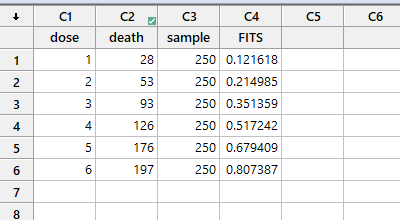 C1 C2 C3 C4 C5 C6
dose death sample FITS
1 1 28 250 0.121618
2 2 53 250 0.214985
3 3 93 250 0.351359
4 4 126 250 0.517242
5 5 176 250 0.679409
6 6 197 250 0.807387
7
8